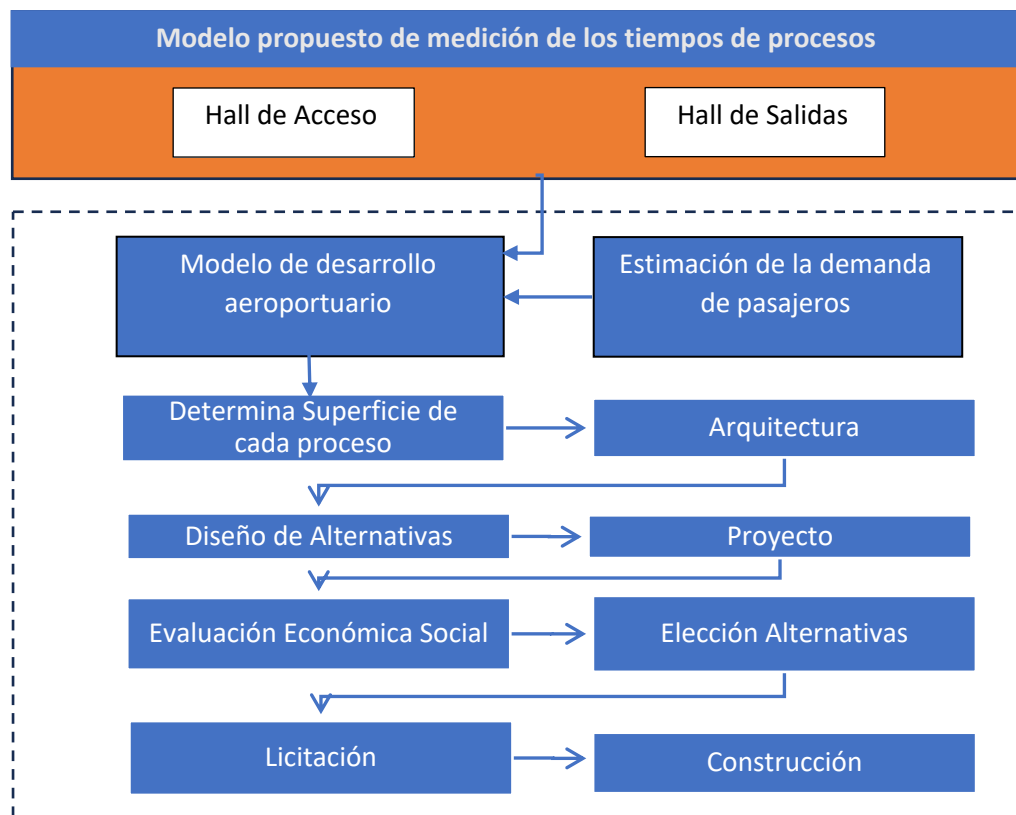 Modelo propuesto de medición de los tiempos de procesos
Hall de Acceso
Hall de Salidas
Modelo de desarrollo
aeroportuario
Estimación de la demanda
de pasajeros
Determina Superficie de
cada proceso
Arquitectura
Diseño de Alternativas
Proyecto
Evaluación Económica Social
Elección Alternativas
Licitación
Construcción